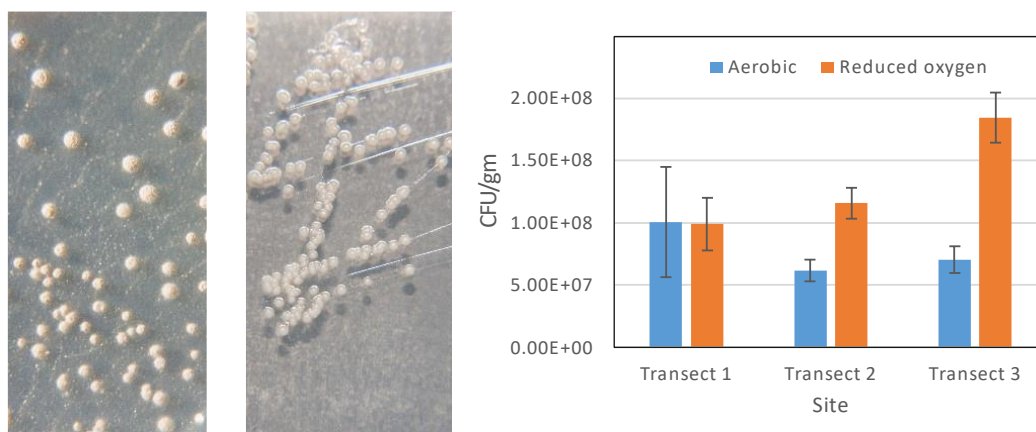 Aerobic Reduced oxygen
2.00E+08
1.50E+08
1.00E+08
5.00E+07
0.00E+00
CFU/gm
Transect 1 Transect 2 Transect 3
Site